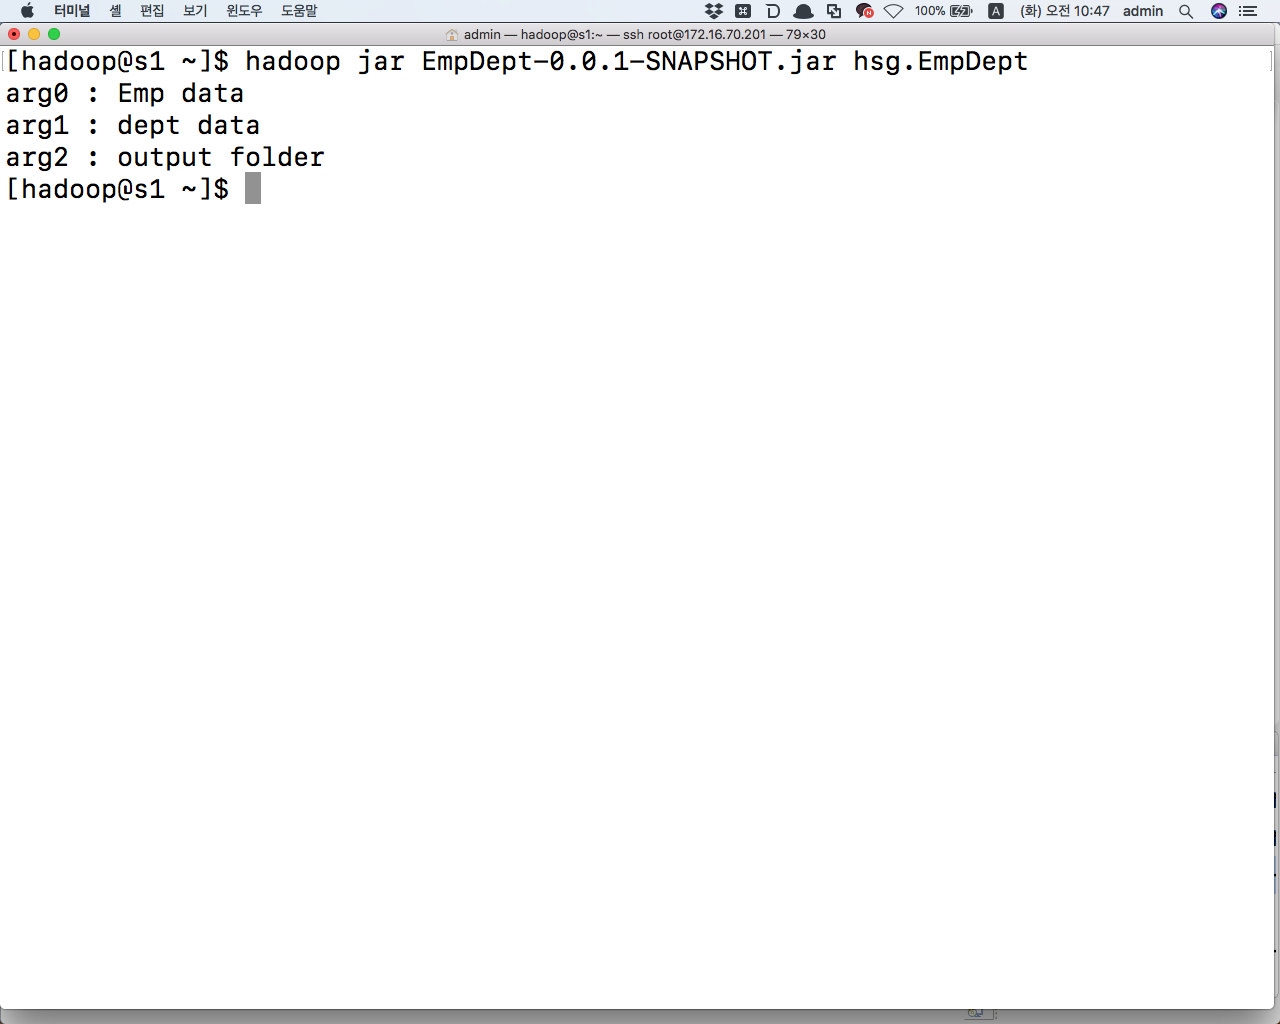 터미널 셸 편집 보기 윈도우 도움말 100% A (화) 오전 10:47 admin
admin — hadoop@s1:~ — ssh root@172.16.70.201 — 79×30
[hadoop@s1 ~]$ hadoop jar EmpDept-0.0.1-SNAPSHOT.jar hsg.EmpDept
arg0 : Emp data
arg1 : dept data
arg2 : output folder
[hadoop@s1 ~]$